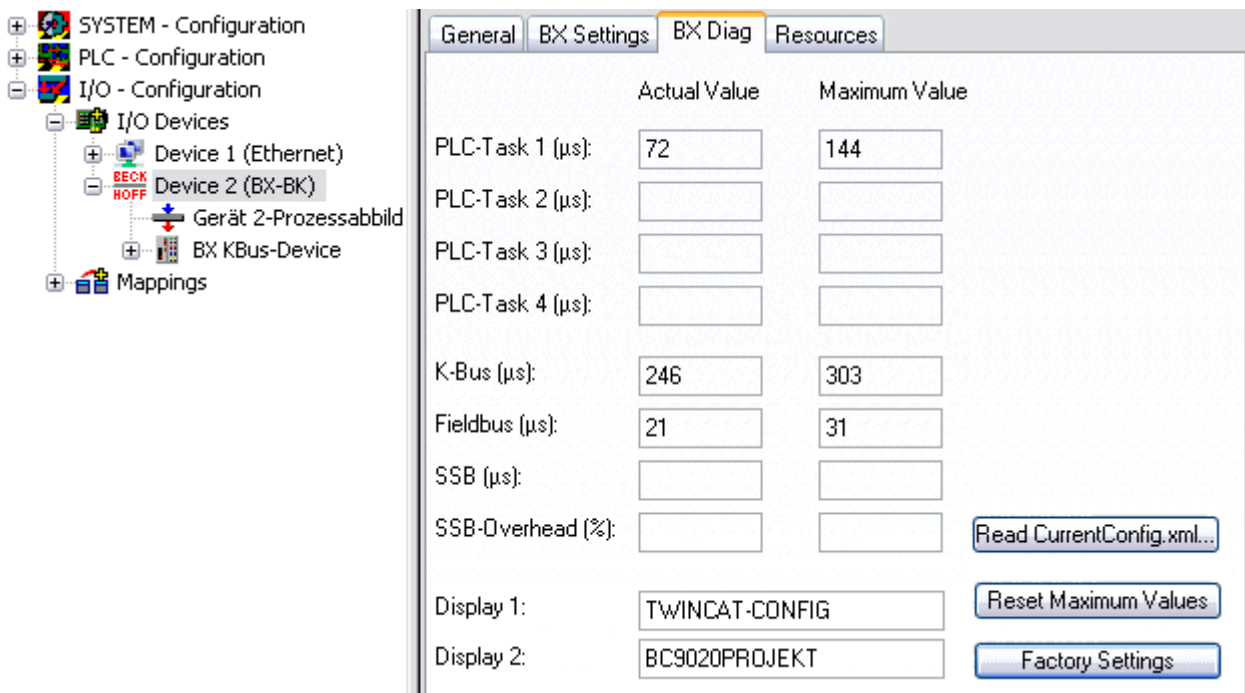 SYSTEM - Configuration
PLC - Configuration
I/O - Configuration
I/O Devices
Device 1 (Ethernet)
BECK
HOFF
Device 2 (BX-BK)
Gerät 2-Prozessabbild
BX KBus-Device
Mappings
General BX Settings BX Diag Resources
Actual Value Maximum Value
PLC-Task 1 (µs): 72 144
PLC-Task 2 (µs):
PLC-Task 3 (µs):
PLC-Task 4 (µs):
K-Bus (µs): 246 303
Fieldbus (µs): 21 31
SSB (µs):
SSB-Overhead (%): Read CurrentConfig.xml...
Display 1: TWINCAT-CONFIG Reset Maximum Values
Display 2: BC9020PROJEKT Factory Settings